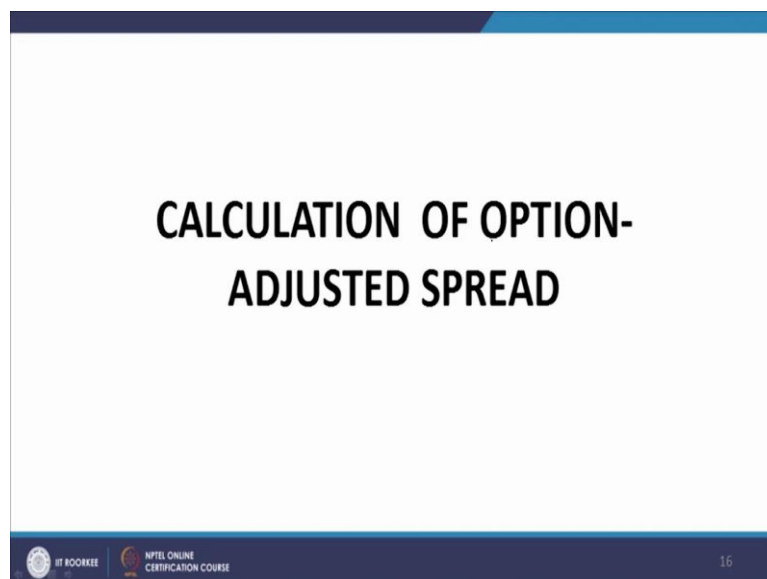 CALCULATION OF OPTION-
ADJUSTED SPREAD
IIT ROORKEE
NPTEL ONLINE
CERTIFICATION COURSE
16